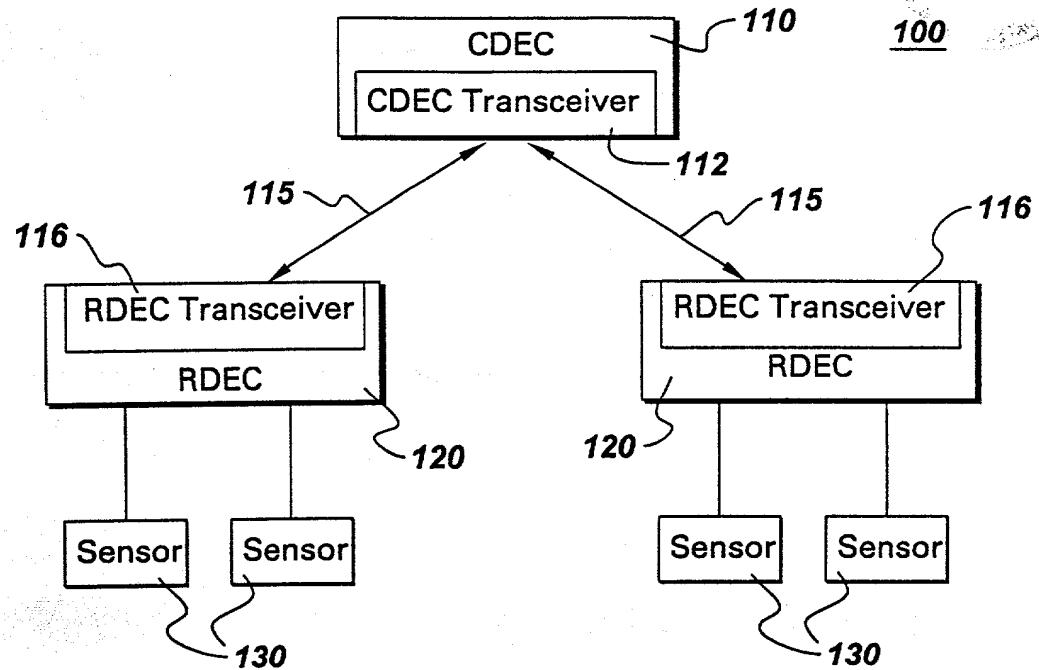 110
100
CDEC
CDEC Transceiver
112
115
115
116
116
RDEC Transceiver
RDEC Transceiver
RDEC
RDEC
120
120
Sensor
Sensor
Sensor
Sensor
130
130